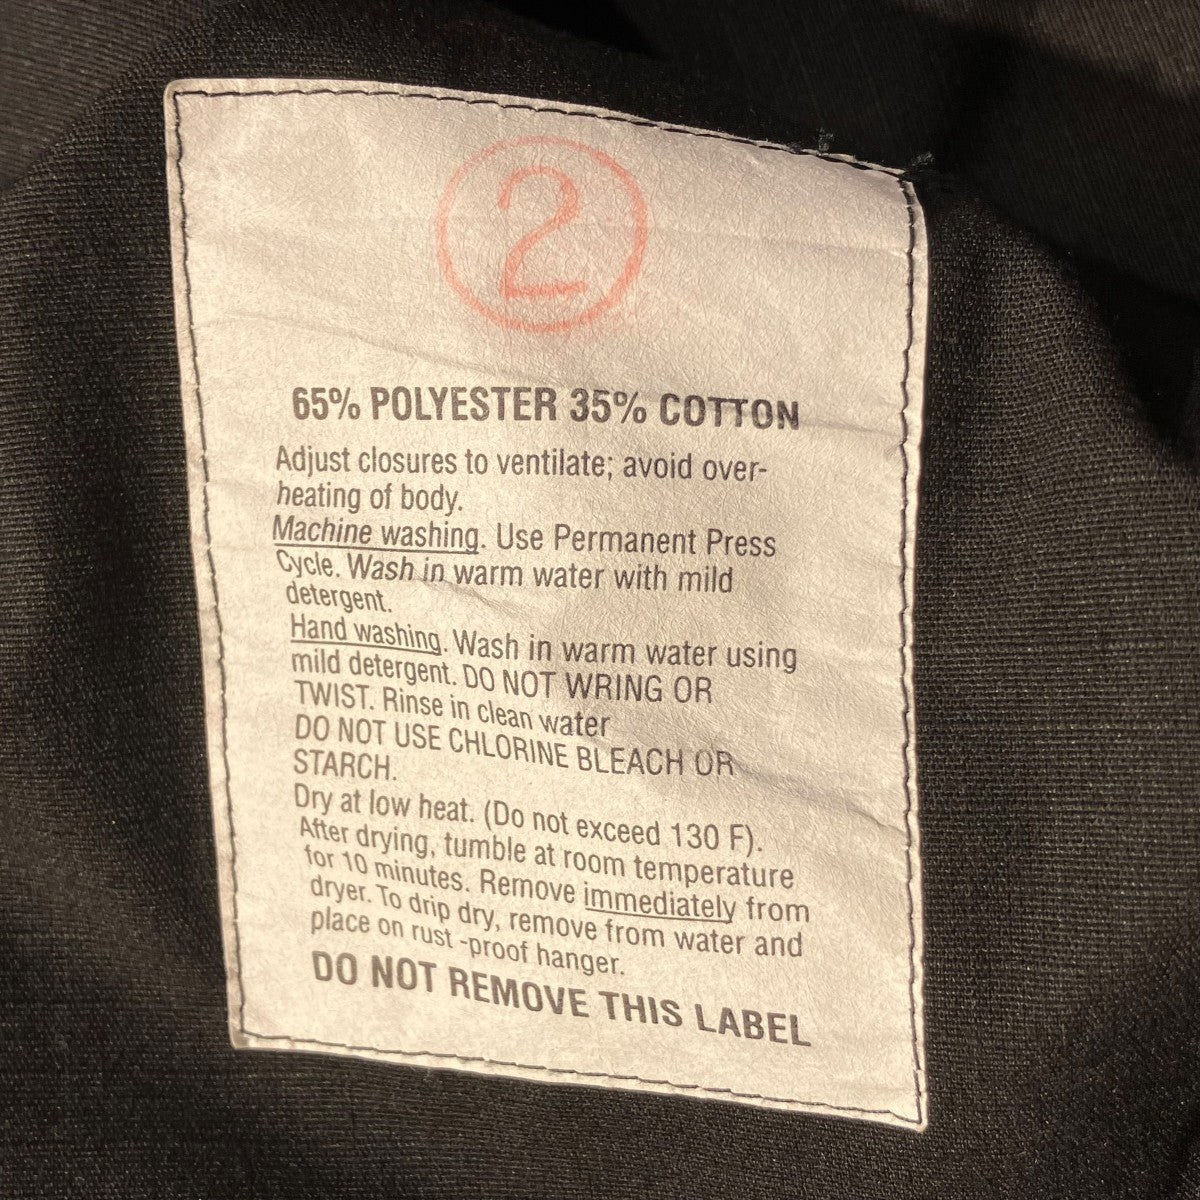 2
65% POLYESTER 35% COTTON
Adjust closures to ventilate; avoid over-
heating of body.
Machine washing. Use Permanent Press
Cycle. Wash in warm water with mild
detergent.
Hand washing. Wash in warm water using
mild detergent. DO NOT WRING OR
TWIST. Rinse in clean water
DO NOT USE CHLORINE BLEACH OR
STARCH.
Dry at low heat. (Do not exceed 130 F).
After drying, tumble at room temperature
for 10 minutes. Remove immediately from
dryer. To drip dry, remove from water and
place on rust -proof hanger.
DO NOT REMOVE THIS LABEL